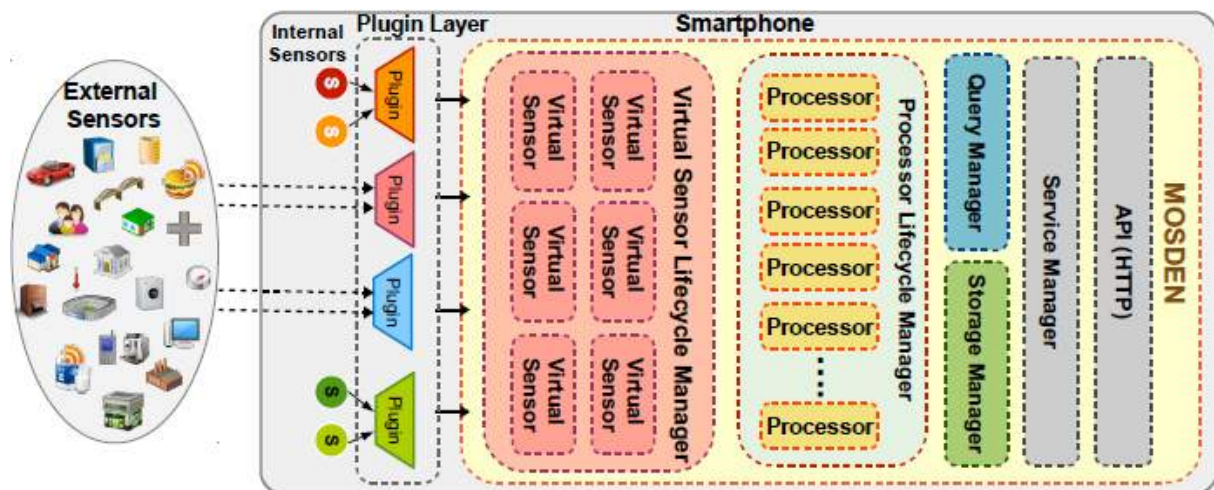 Smartphone
Plugin Layer
Internal
Sensors
External
Sensors
S
S
S
S
Plugin
Plugin
Plugin
Plugin
Virtual
Sensor
Virtual
Sensor
Virtual
Sensor
Virtual
Sensor
Virtual
Sensor
Virtual
Sensor
Virtual Sensor Lifecycle Manager
Processor
Processor
Processor
Processor
Processor
Processor
Processor Lifecycle Manager
Query Manager
Storage Manager
Service Manager
API (HTTP)
MOSDEN